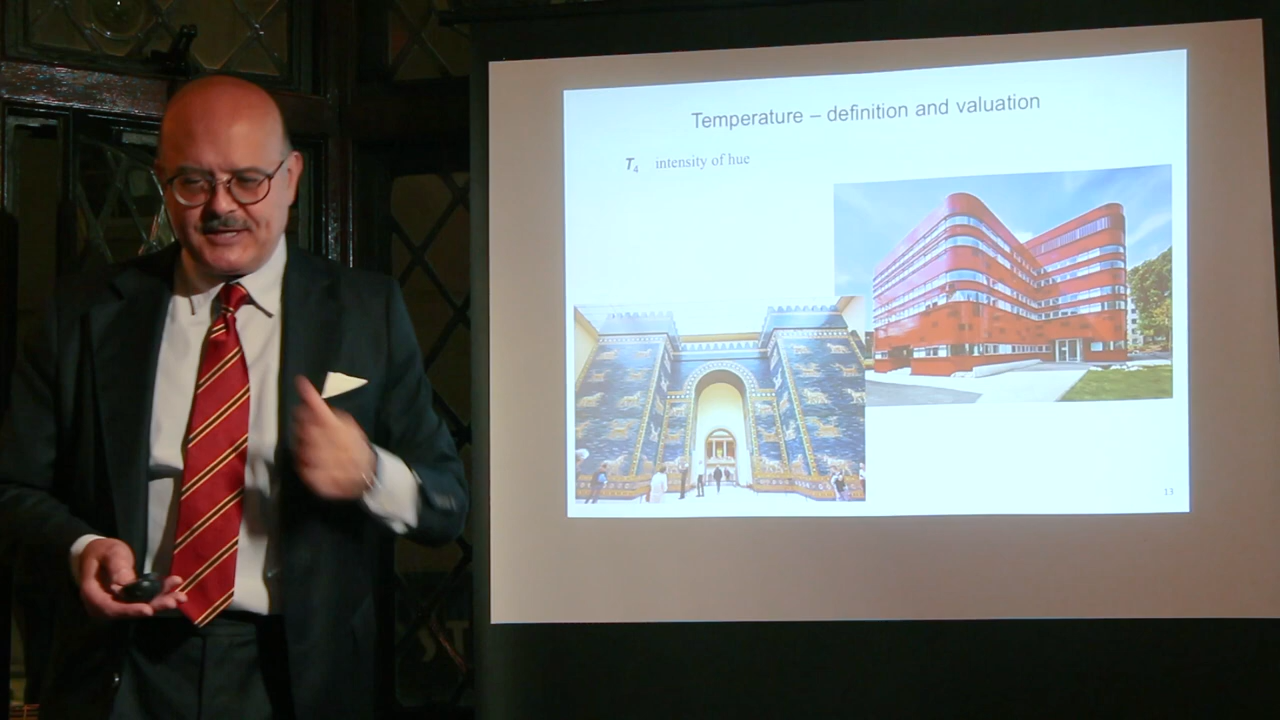 Temperature – definition and valuation
T4 intensity of hue
13